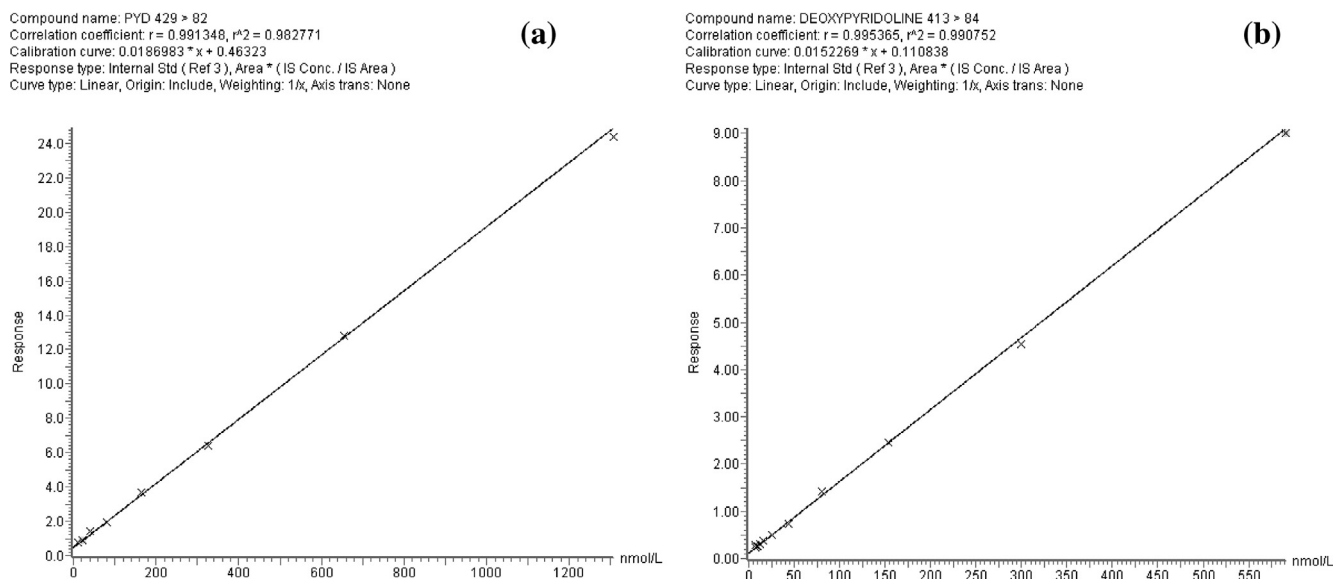 Compound name: PYD 429 > 82
Correlation coefficient: r = 0.991348, r^2 = 0.982771
Calibration curve: 0.0186983 * x + 0.46323
Response type: Internal Std ( Ref 3 ), Area * ( IS Conc. / IS Area )
Curve type: Linear, Origin: Include, Weighting: 1/x, Axis trans: None
(a)
24.0
22.0
20.0
18.0
16.0
14.0
12.0
10.0
8.0
6.0
4.0
2.0
0.0
Response
0 200 400 600 800 1000 1200 nmol/L
Compound name: DEOXYPYRIDOLINE 413 > 84
Correlation coefficient: r = 0.995365, r^2 = 0.990752
Calibration curve: 0.0152269 * x + 0.110838
Response type: Internal Std ( Ref 3 ), Area * ( IS Conc. / IS Area )
Curve type: Linear, Origin: Include, Weighting: 1/x, Axis trans: None
(b)
9.00
8.00
7.00
6.00
5.00
4.00
3.00
2.00
1.00
0.00
Response
0 50 100 150 200 250 300 350 400 450 500 550 nmol/L